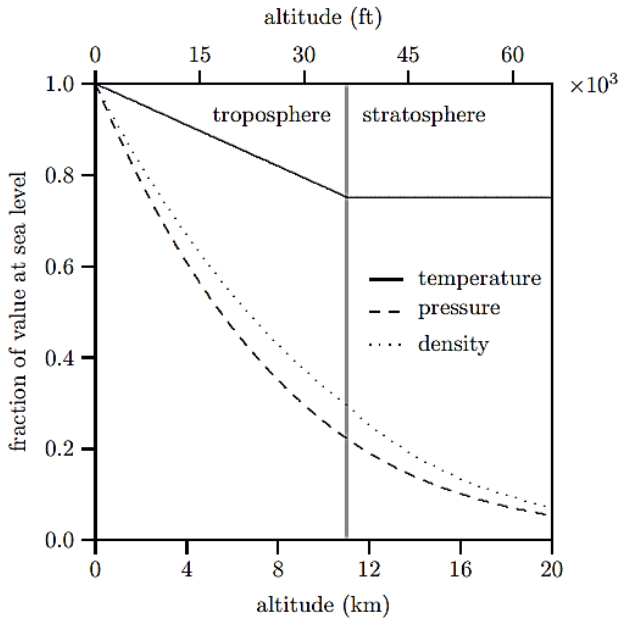 altitude (ft)
0 15 30 45 60
×10³
1.0
troposphere stratosphere
0.8
fraction of value at sea level
0.6
temperature
pressure
0.4
density
0.2
0.0
0 4 8 12 16 20
altitude (km)